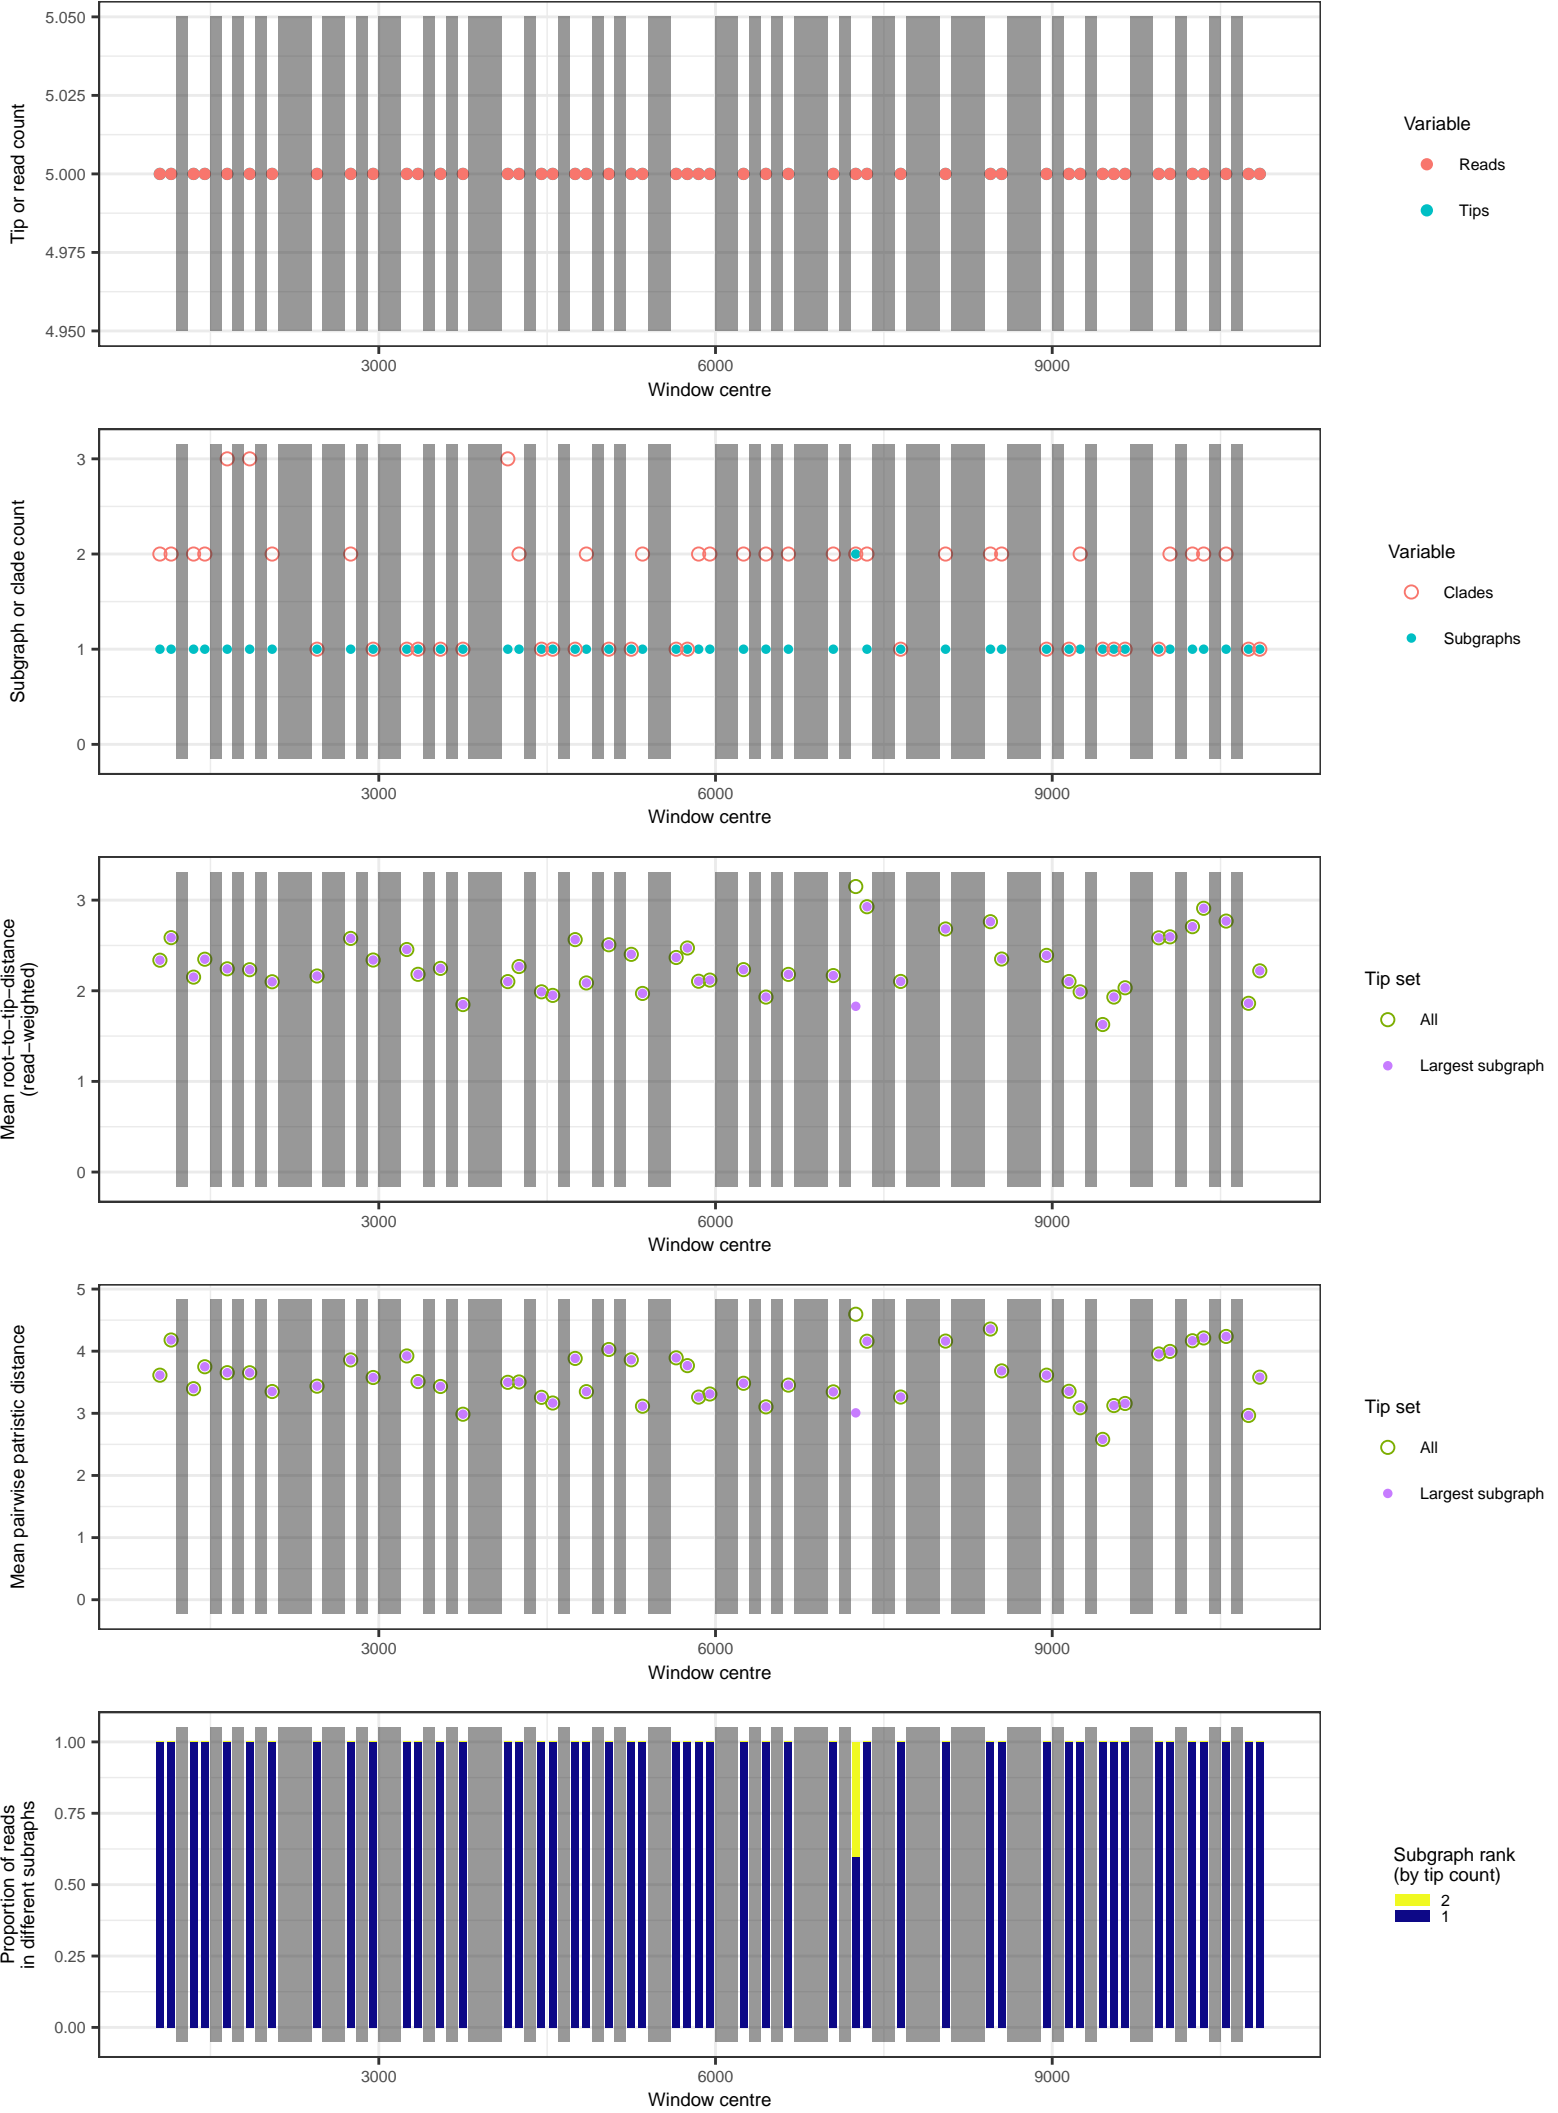 5.050
5.025
5.000
4.975
4.950
Tip or read count
3000
6000
9000
Window centre
Variable
Reads
Tips
3
2
1
0
Subgraph or clade count
3000
6000
9000
Window centre
Variable
Clades
Subgraphs
3
2
1
0
Mean root−to−tip−distance
(read−weighted)
3000
6000
9000
Window centre
Tip set
All
Largest subgraph
5
4
3
2
1
0
Mean pairwise patristic distance
3000
6000
9000
Window centre
Tip set
All
Largest subgraph
1.00
0.75
0.50
0.25
0.00
Proportion of reads
in different subraphs
3000
6000
9000
Window centre
Subgraph rank
(by tip count)
2
1